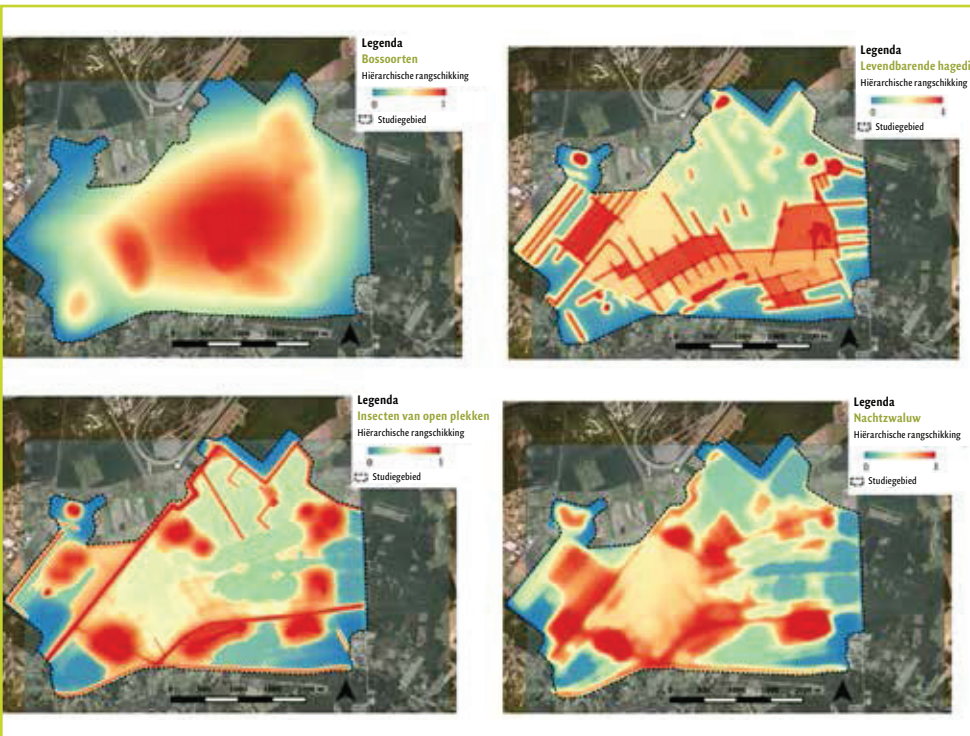 Legenda
Bossoorten
Hiërarchische rangschikking
0 1
Studiegebied
Legenda
Levendbarende hagedi
Hiërarchische rangschikking
0
Studiegebied
Legenda
Insecten van open plekken
Hiërarchische rangschikking
0 1
Studiegebied
Legenda
Nachtzwaluw
Hiërarchische rangschikking
0
Studiegebied